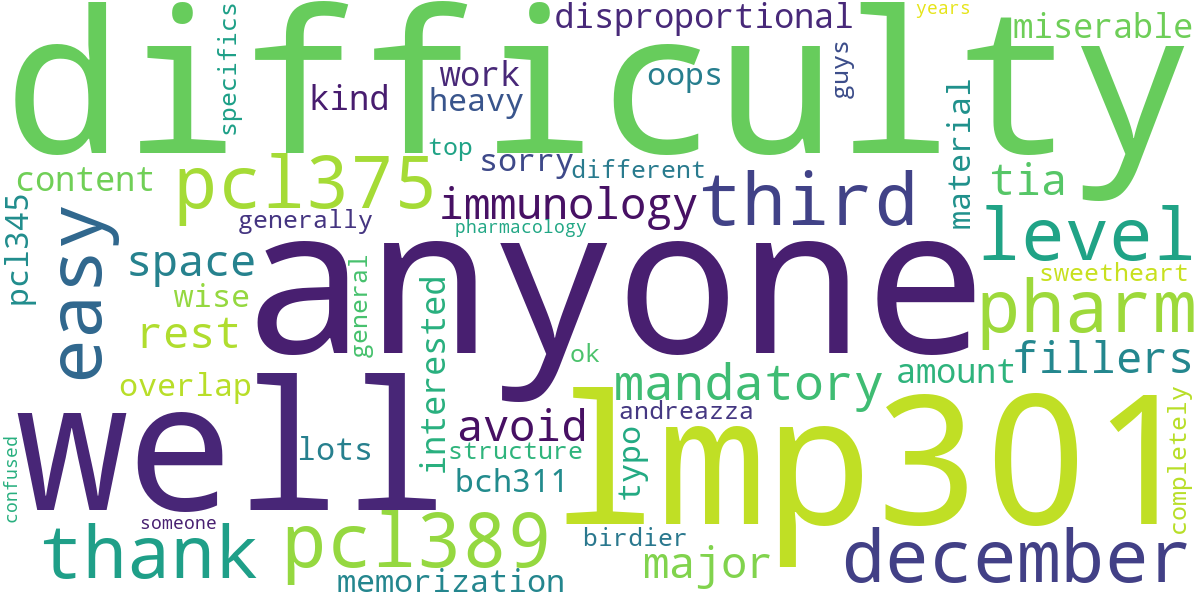 difficulty
anyone
well
lmp301
disproportional
years
miserable
specifics
kind
work
heavy
oops
guys
material
top
sorry
different
content
pcl375
immunology
third
tia
level
generally
pharmacology
pcl345
easy
space
wise
rest
general
interested
sweetheart
pharm
fillers
ok
overlap
mandatory
amount
avoid
andreazza
lots
structure
typo
bch311
completely
confused
someone
thank
pcl389
birdier
major
december
memorization